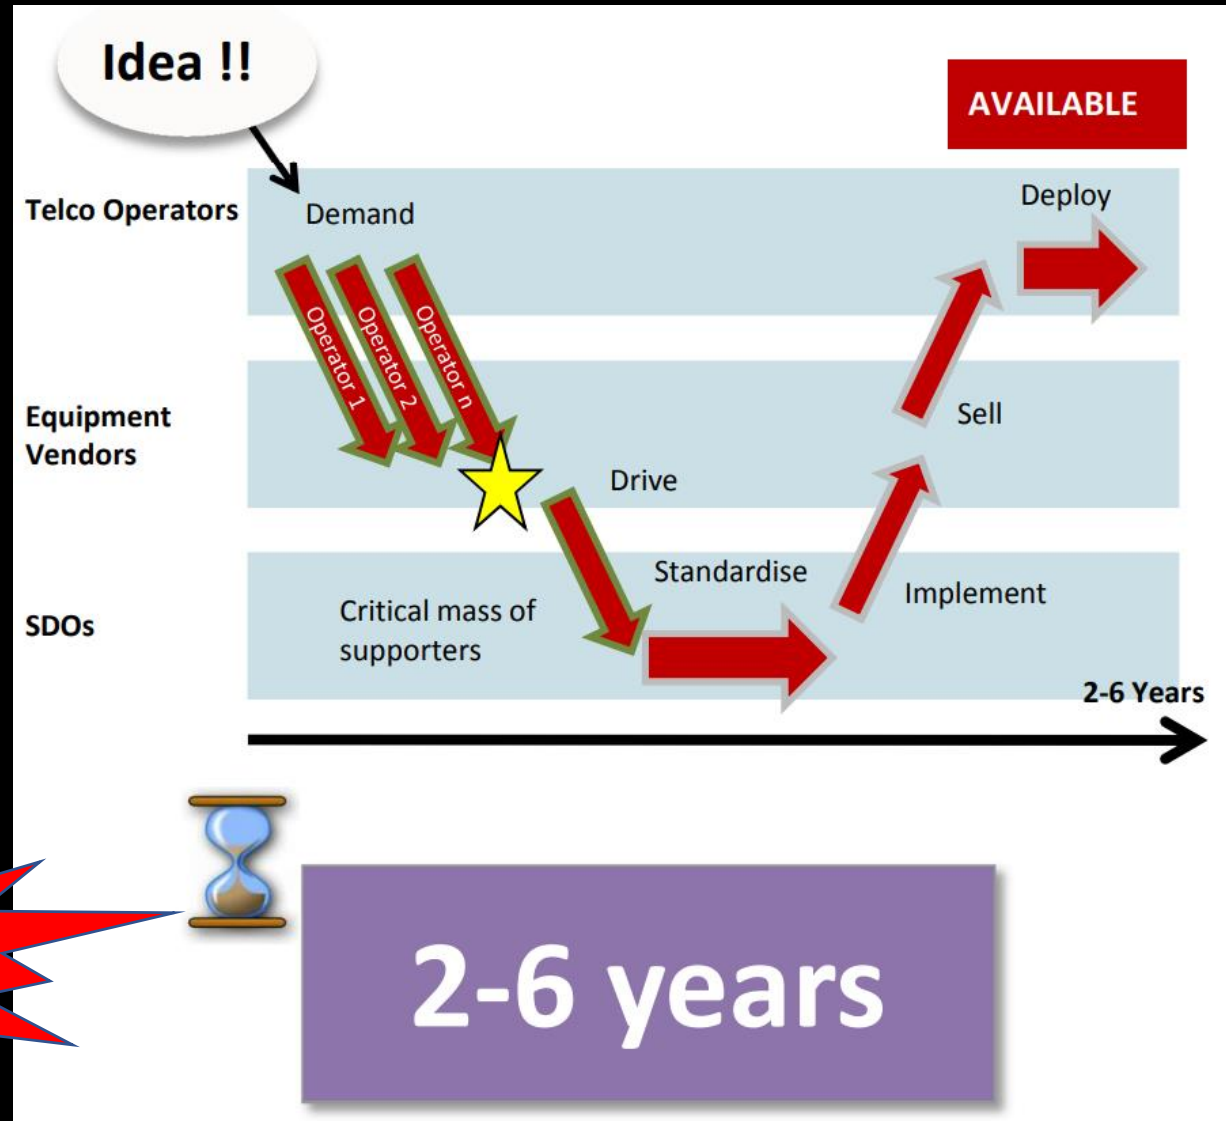 Idea !!
AVAILABLE
Telco Operators
Demand
Deploy
Operator 1
Operator 2
Operator n
Equipment
Vendors
Sell
Drive
Standardise
Implement
SDOs
Critical mass of
supporters
2-6 Years
2-6 years